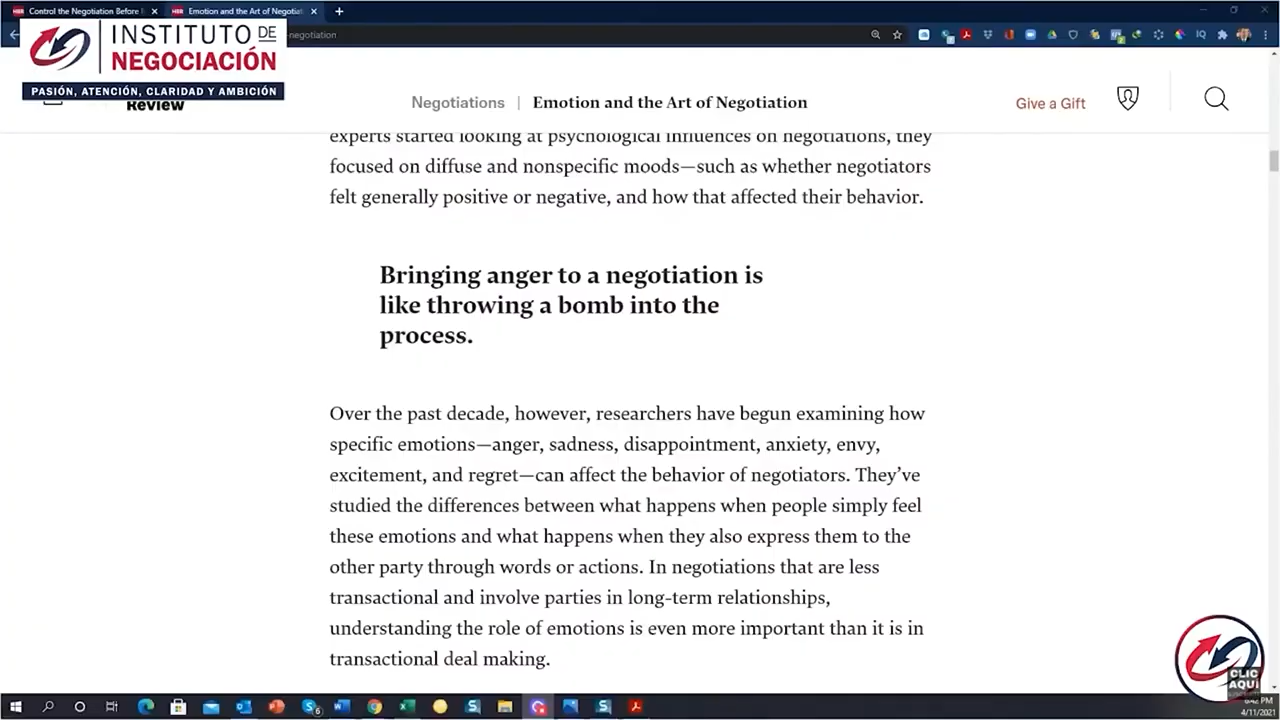 Control the Negotiation Before
Emotion and the Art of Negotiat
-negotiation
INSTITUTO DE
NEGOCIACIÓN
PASIÓN, ATENCIÓN, CLARIDAD Y AMBICIÓN
Review
Negotiations | Emotion and the Art of Negotiation
Give a Gift
experts started looking at psychological influences on negotiations, they
focused on diffuse and nonspecific moods—such as whether negotiators
felt generally positive or negative, and how that affected their behavior.
Bringing anger to a negotiation is
like throwing a bomb into the
process.
Over the past decade, however, researchers have begun examining how
specific emotions—anger, sadness, disappointment, anxiety, envy,
excitement, and regret—can affect the behavior of negotiators. They’ve
studied the differences between what happens when people simply feel
these emotions and what happens when they also express them to the
other party through words or actions. In negotiations that are less
transactional and involve parties in long-term relationships,
understanding the role of emotions is even more important than it is in
transactional deal making.
CLIC
AQUÍ
6:42 PM
4/11/2021